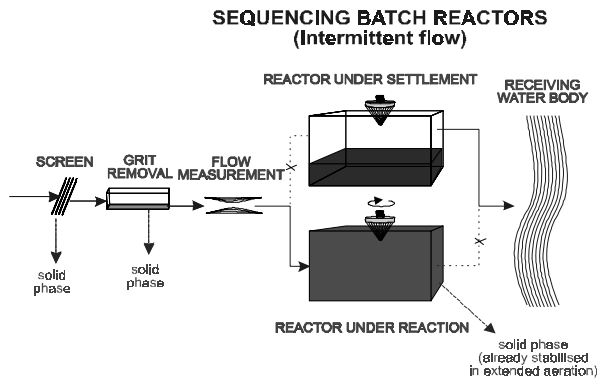 SEQUENCING BATCH REACTORS
(Intermittent flow)
REACTOR UNDER SETTLEMENT
RECEIVING
WATER BODY
SCREEN
GRIT
REMOVAL
FLOW
MEASUREMENT
X
X
solid
phase
solid
phase
REACTOR UNDER REACTION
solid phase
(already stabilised
in extended aeration)